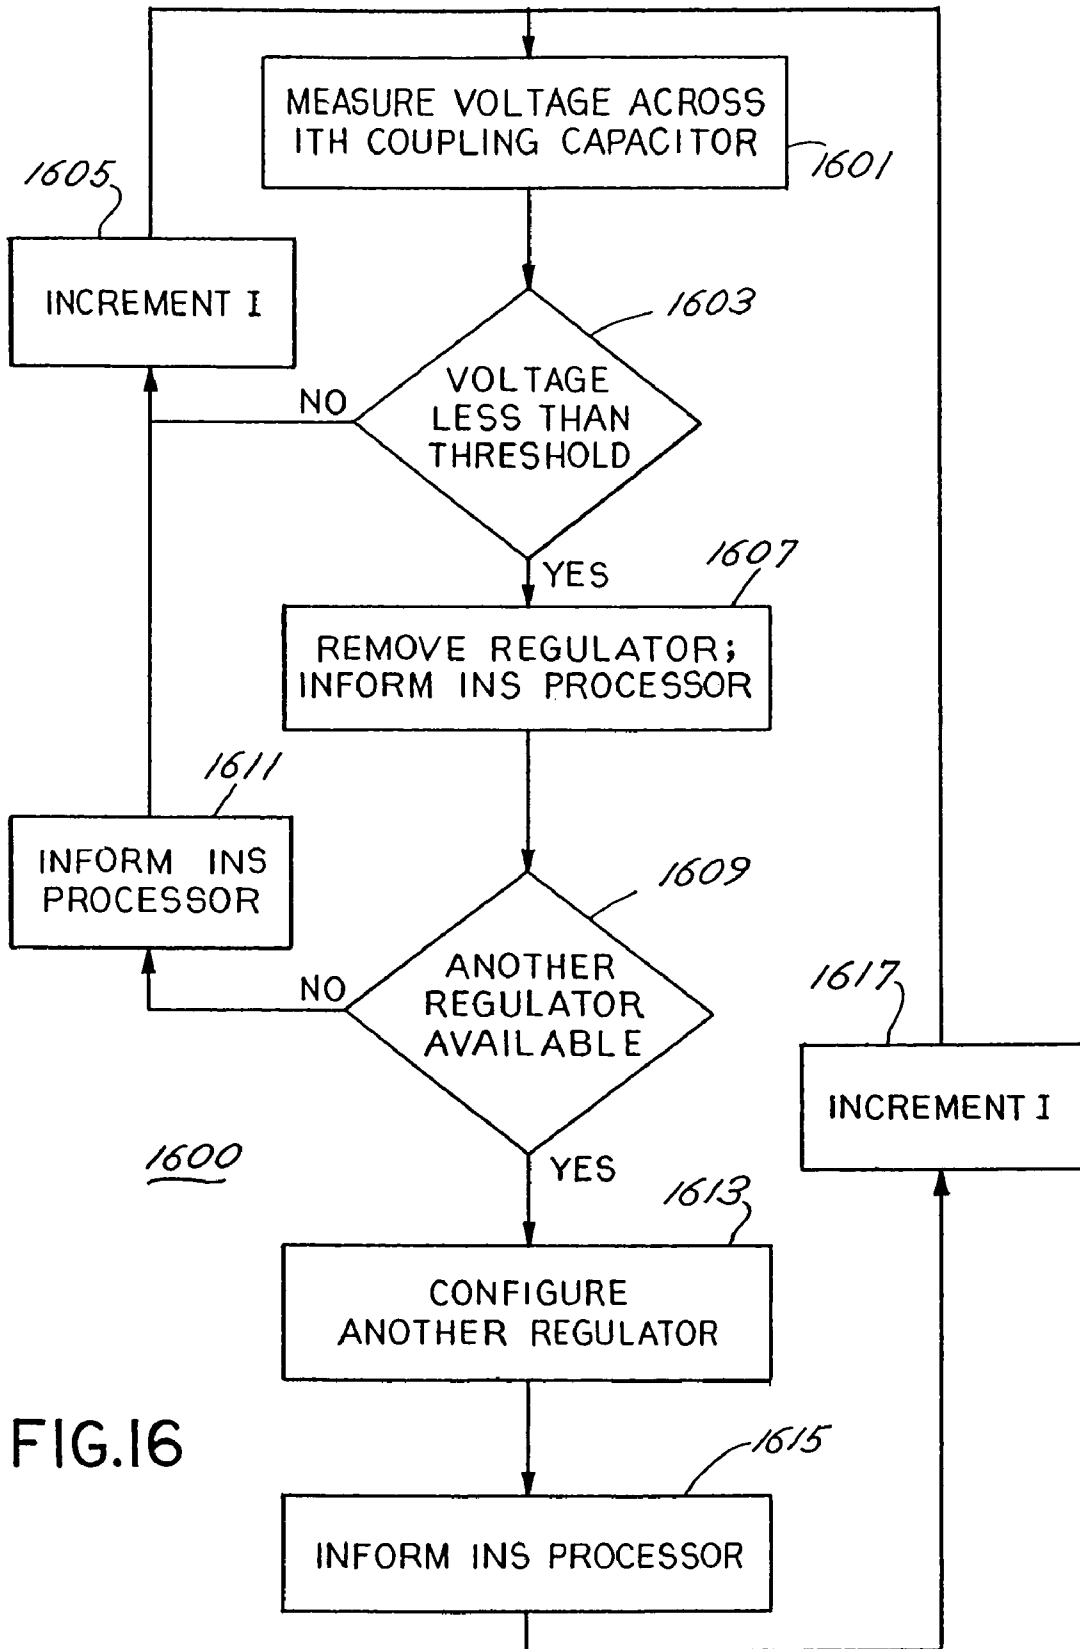 MEASURE VOLTAGE ACROSS
ITH COUPLING CAPACITOR
1601
1605
INCREMENT I
1603
VOLTAGE
LESS THAN
THRESHOLD
NO
YES
1607
REMOVE REGULATOR;
INFORM INS PROCESSOR
1611
INFORM INS
PROCESSOR
1609
ANOTHER
REGULATOR
AVAILABLE
NO
YES
1617
INCREMENT I
1600
1613
CONFIGURE
ANOTHER REGULATOR
FIG.16
1615
INFORM INS PROCESSOR